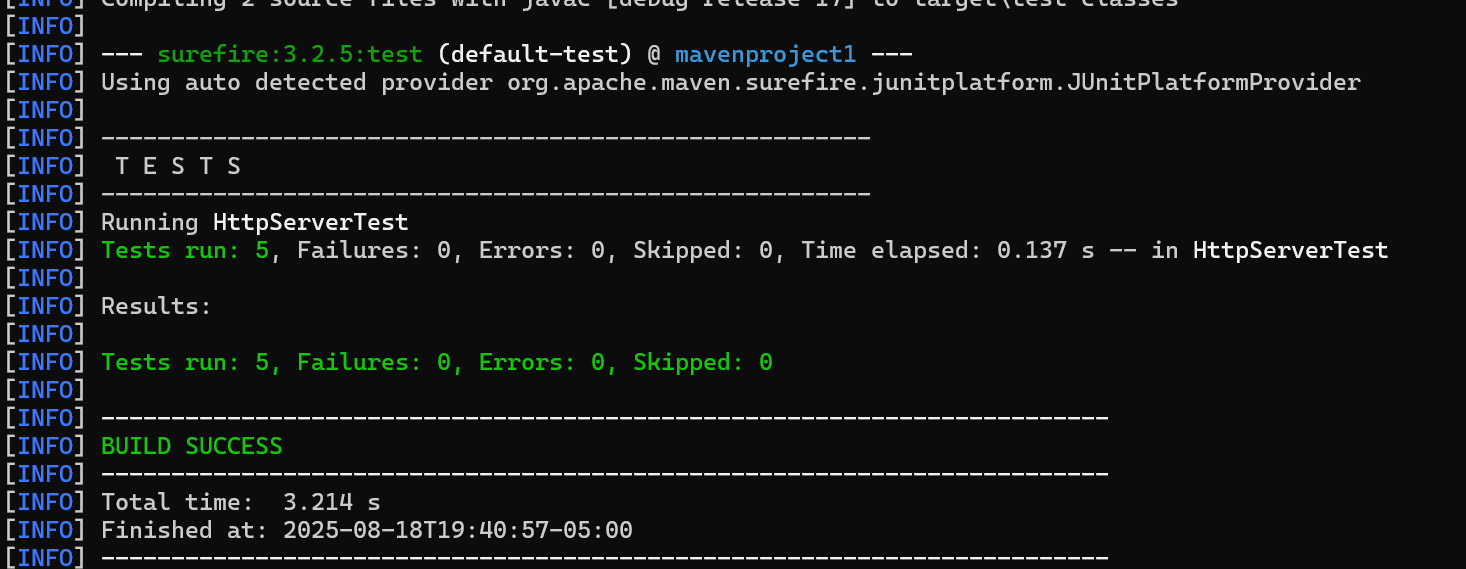 [INFO] Compiling 2 source files with javac [debug release 17] to target\test-classes
[INFO]
[INFO] --- surefire:3.2.5:test (default-test) @ mavenproject1 ---
[INFO] Using auto detected provider org.apache.maven.surefire.junitplatform.JUnitPlatformProvider
[INFO]
[INFO] -------------------------------------------------------
[INFO]  T E S T S
[INFO] -------------------------------------------------------
[INFO] Running HttpServerTest
[INFO] Tests run: 5, Failures: 0, Errors: 0, Skipped: 0, Time elapsed: 0.137 s -- in HttpServerTest
[INFO]
[INFO] Results:
[INFO]
[INFO] Tests run: 5, Failures: 0, Errors: 0, Skipped: 0
[INFO]
[INFO] ------------------------------------------------------------------------
[INFO] BUILD SUCCESS
[INFO] ------------------------------------------------------------------------
[INFO] Total time:  3.214 s
[INFO] Finished at: 2025-08-18T19:40:57-05:00
[INFO] ------------------------------------------------------------------------